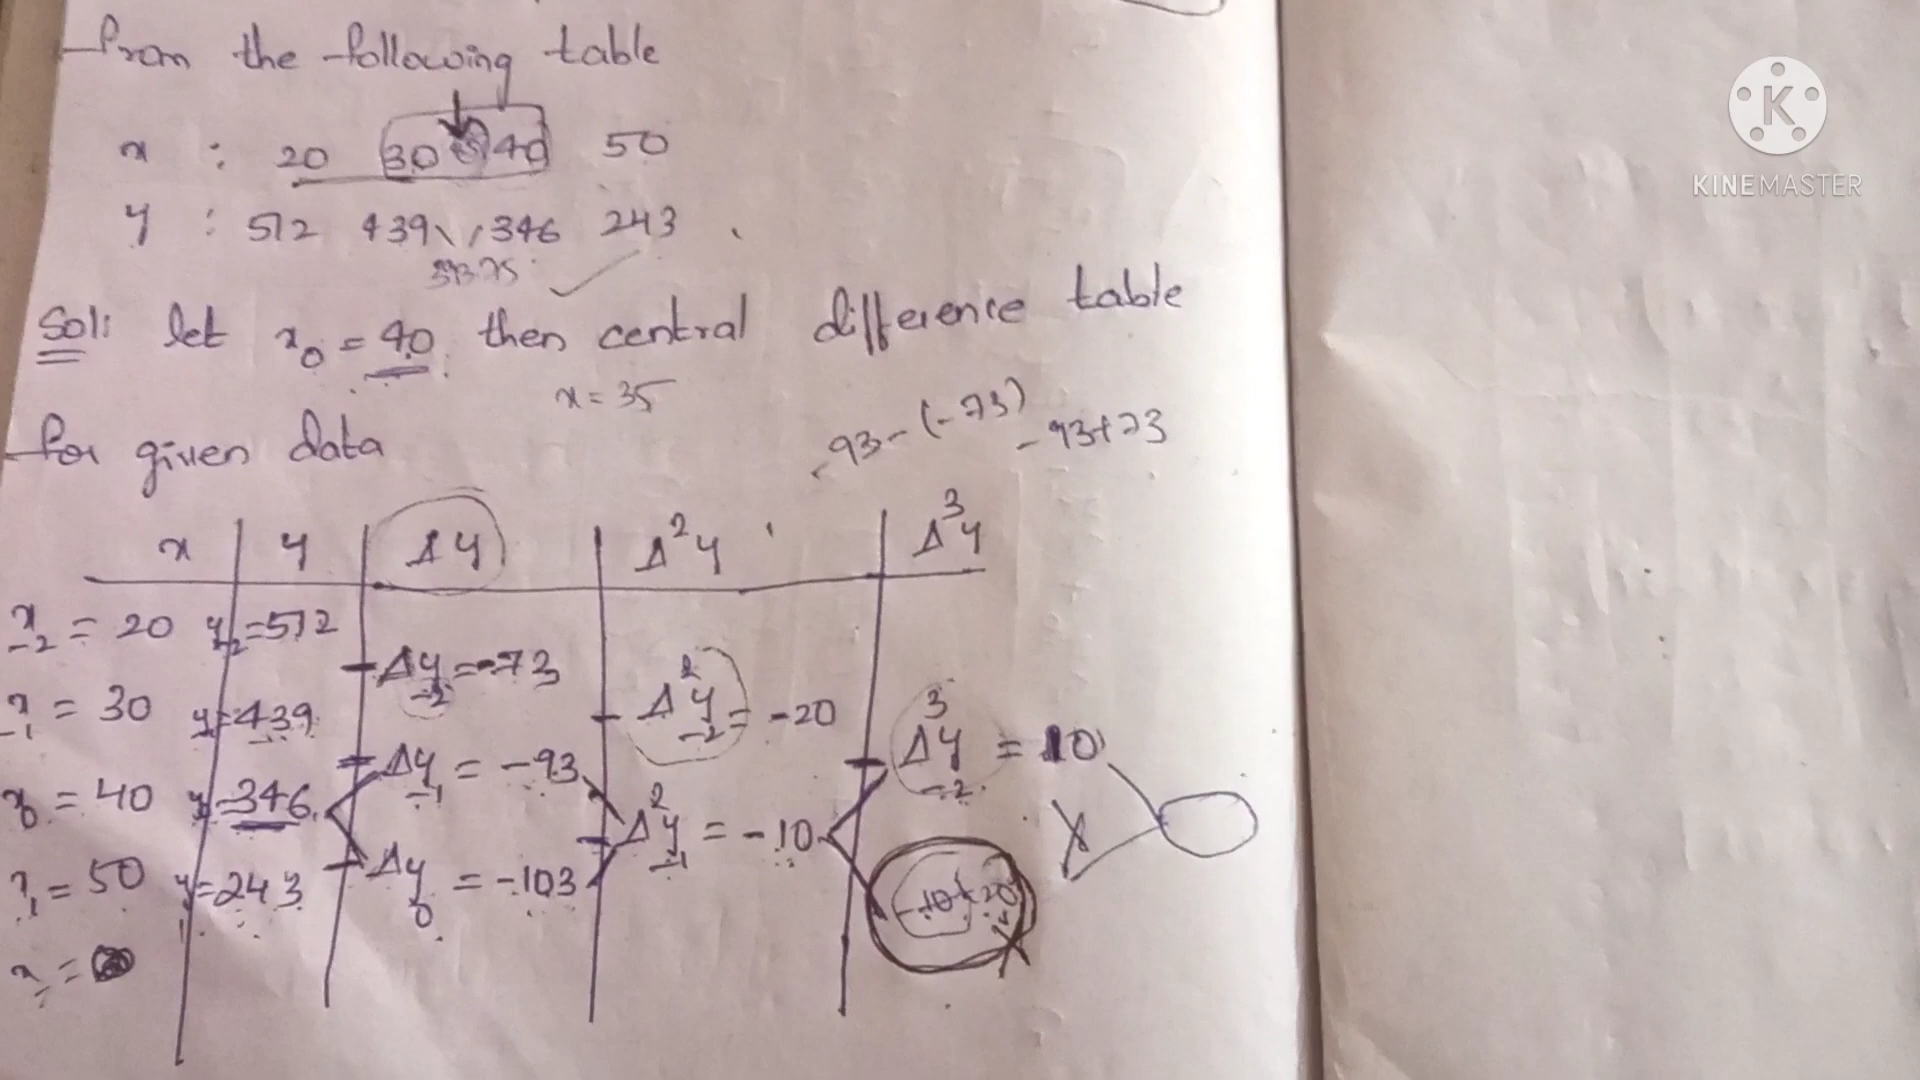 from the following table
x : 20 30 40 50
y : 512 439 346 243
Sol: let x₀ = 40 then central difference table
x = 35
for given data
-93-(-73) -93+73
x y Δy Δ²y Δ³y
x₋₂ = 20 y₋₂ = 512
Δy₋₂ = -73
x₋₁ = 30 y = 439 Δ²y₋₂ = -20
Δy₋₁ = -93 Δ³y₋₂ = 10
x₀ = 40 y₀ = 346 Δ²y₋₁ = -10
Δy₀ = -103 -10+20
x₁ = 50 y₁ = 243
x =
K
KINEMASTER